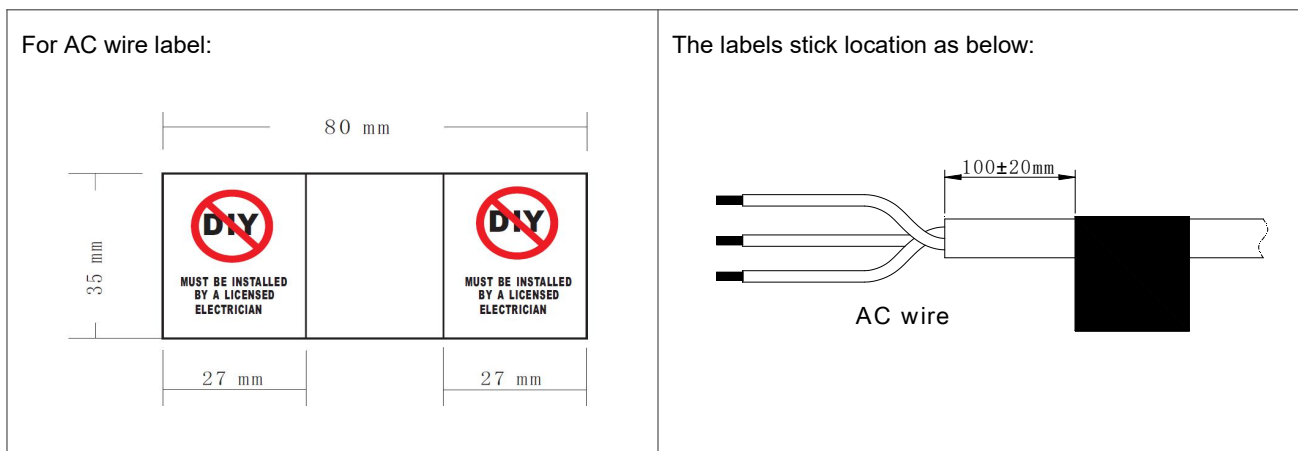 For AC wire label:
80 mm
35 mm
DIY
MUST BE INSTALLED
BY A LICENSED
ELECTRICIAN
DIY
MUST BE INSTALLED
BY A LICENSED
ELECTRICIAN
27 mm
27 mm
The labels stick location as below:
100±20mm
AC wire